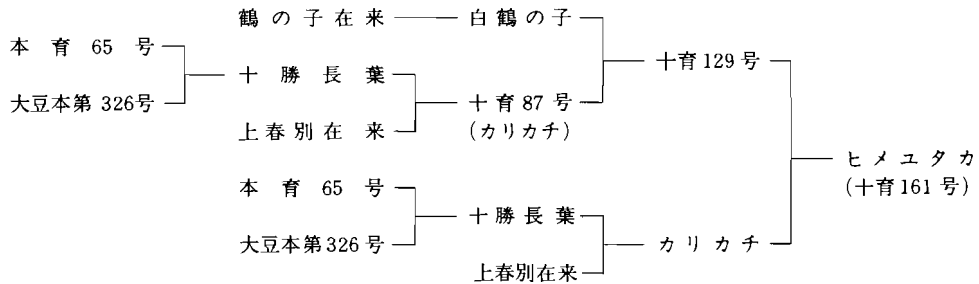 鶴の子在来
白鶴の子
本育65号
十育129号
十勝長葉
大豆本第326号
十育87号
(カリカチ)
上春別在来
ヒメユタカ
(十育161号)
本育65号
十勝長葉
大豆本第326号
カリカチ
上春別在来